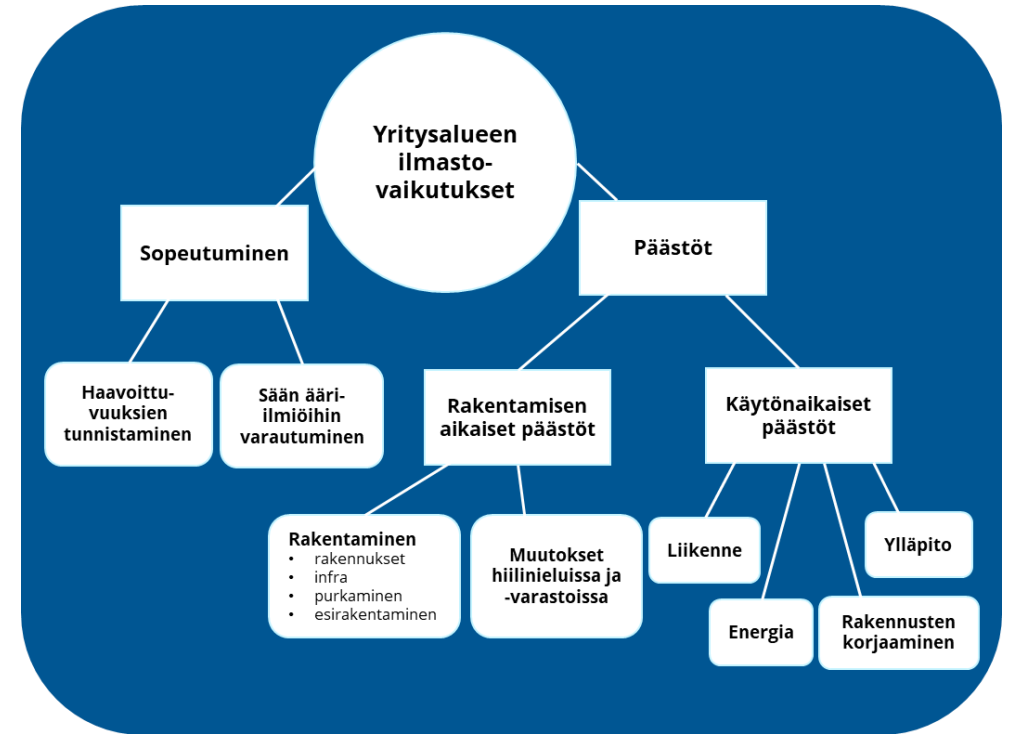 Yritysalueen
ilmasto-
vaikutukset
Sopeutuminen
Päästöt
Haavoittu-
vuuksien
tunnistaminen
Sään ääri-
ilmiöihin
varautuminen
Rakentamisen
aikaiset päästöt
Käytönaikaiset
päästöt
Rakentaminen
• rakennukset
• infra
• purkaminen
• esirakentaminen
Muutokset
hiilinieluissa ja
-varastoissa
Liikenne
Energia
Rakennusten
korjaaminen
Ylläpito